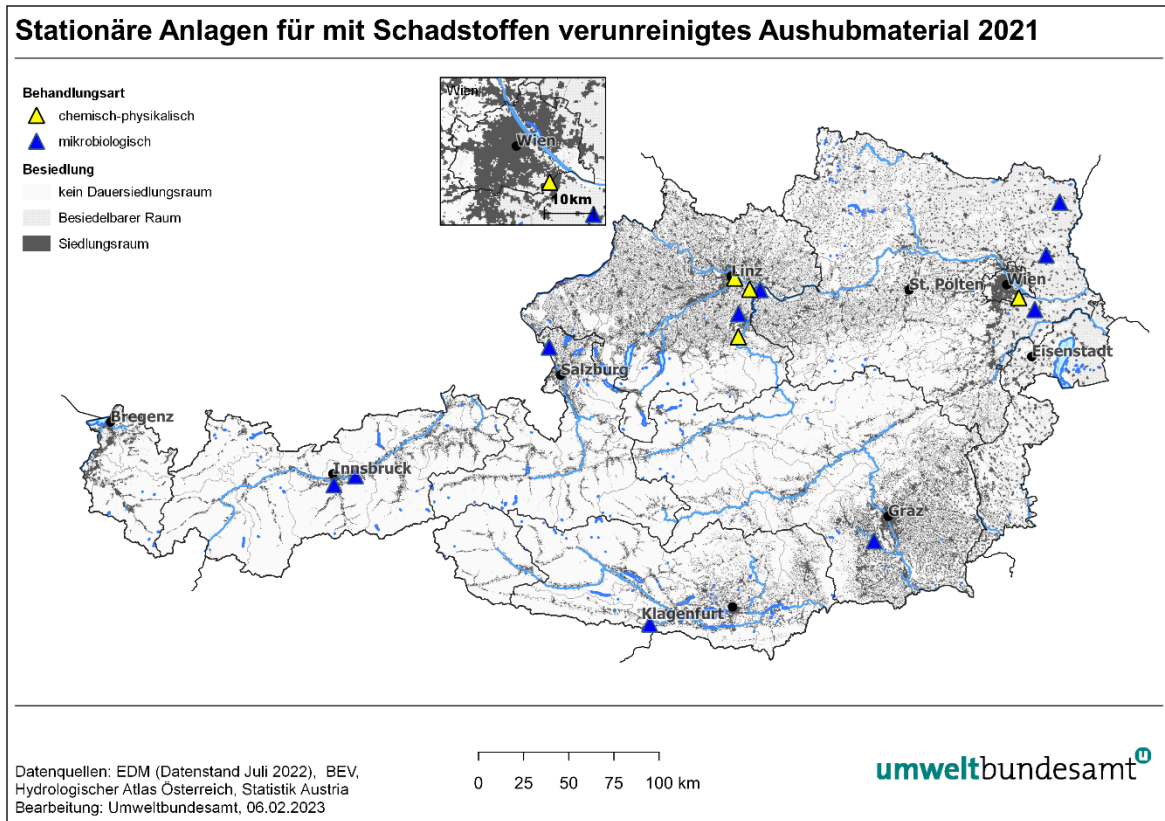 Stationäre Anlagen für mit Schadstoffen verunreinigtes Aushubmaterial 2021
Behandlungsart
chemisch-physikalisch
mikrobiologisch
Besiedlung
kein Dauersiedlungsraum
Besiedelbarer Raum
Siedlungsraum
Wien
Wien
10km
Linz
St. Pölten
Wien
Eisenstadt
Salzburg
Bregenz
Innsbruck
Graz
Klagenfurt
Datenquellen: EDM (Datenstand Juli 2022), BEV,
Hydrologischer Atlas Österreich, Statistik Austria
Bearbeitung: Umweltbundesamt, 06.02.2023
0 25 50 75 100 km
umweltbundesamt u